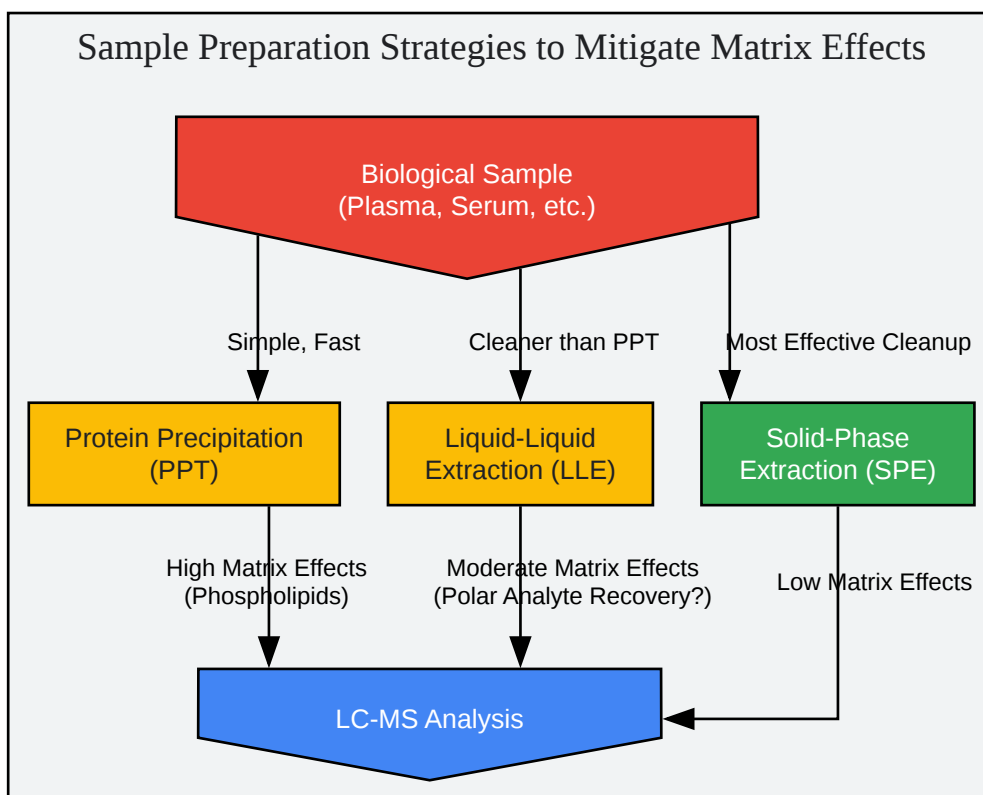 Sample Preparation Strategies to Mitigate Matrix Effects
Biological Sample
(Plasma, Serum, etc.)
Simple, Fast
Cleaner than PPT
Most Effective Cleanup
Protein Precipitation
(PPT)
Liquid-Liquid
Extraction (LLE)
Solid-Phase
Extraction (SPE)
High Matrix Effects
(Phospholipids)
Moderate Matrix Effects
(Polar Analyte Recovery?)
Low Matrix Effects
LC-MS Analysis